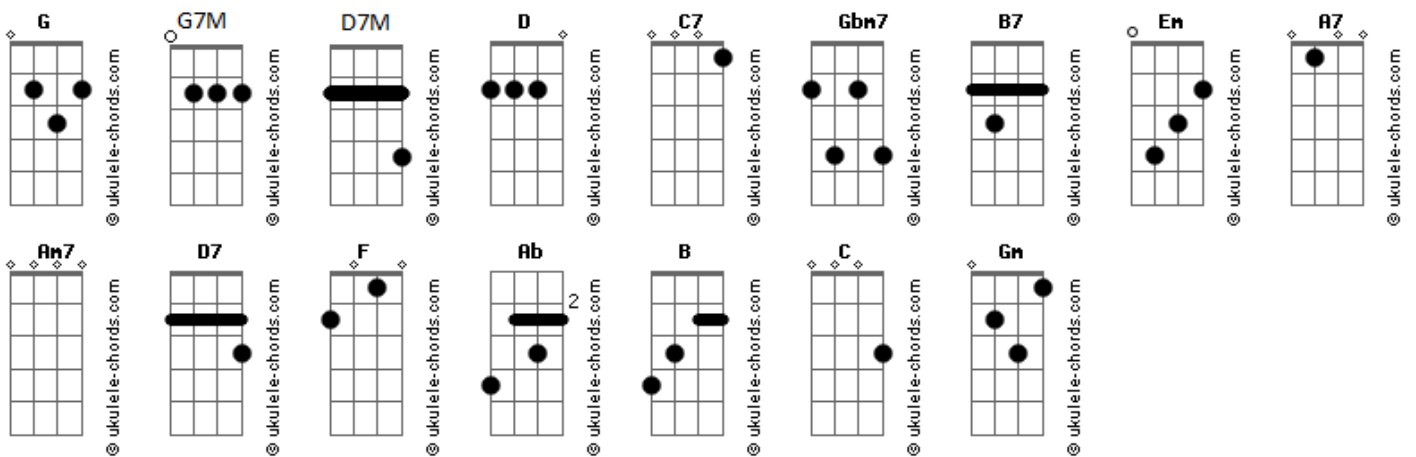 G G7M D7M D C7 Gbm7 B7 Em A7
© ukulele-chords.com © ukulele-chords.com © ukulele-chords.com © ukulele-chords.com © ukulele-chords.com © ukulele-chords.com © ukulele-chords.com © ukulele-chords.com © ukulele-chords.com
Am7 D7 F Ab B C Gm
2
© ukulele-chords.com © ukulele-chords.com © ukulele-chords.com © ukulele-chords.com © ukulele-chords.com © ukulele-chords.com © ukulele-chords.com